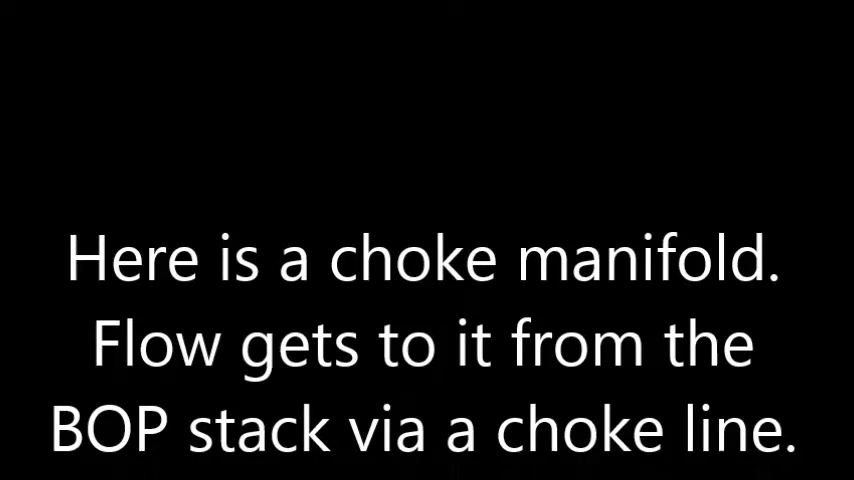 Here is a choke manifold.
Flow gets to it from the
BOP stack via a choke line.